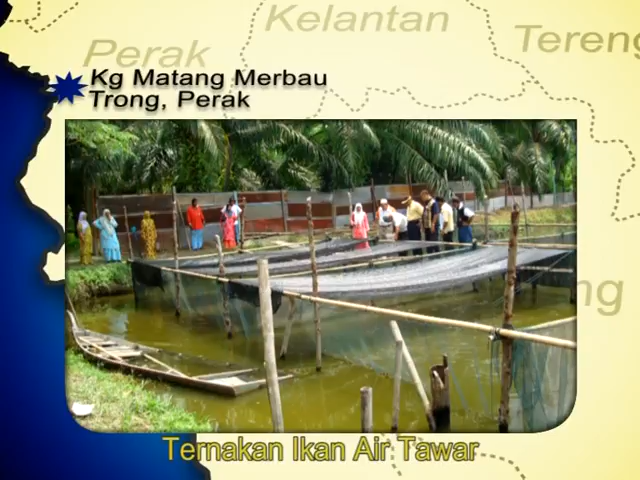 Kelantan
Perak
Tereng
Kg Matang Merbau
Trong, Perak
Ternakan Ikan Air Tawar